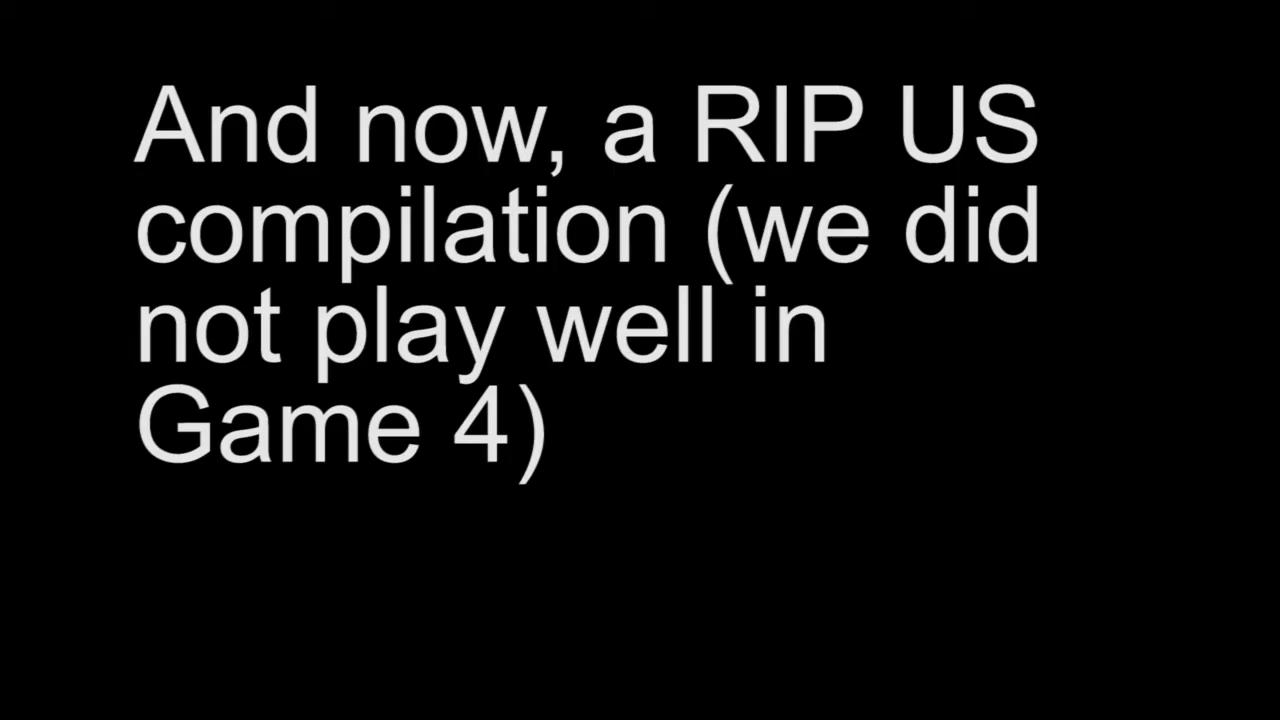 And now, a RIP US
compilation (we did
not play well in
Game 4)